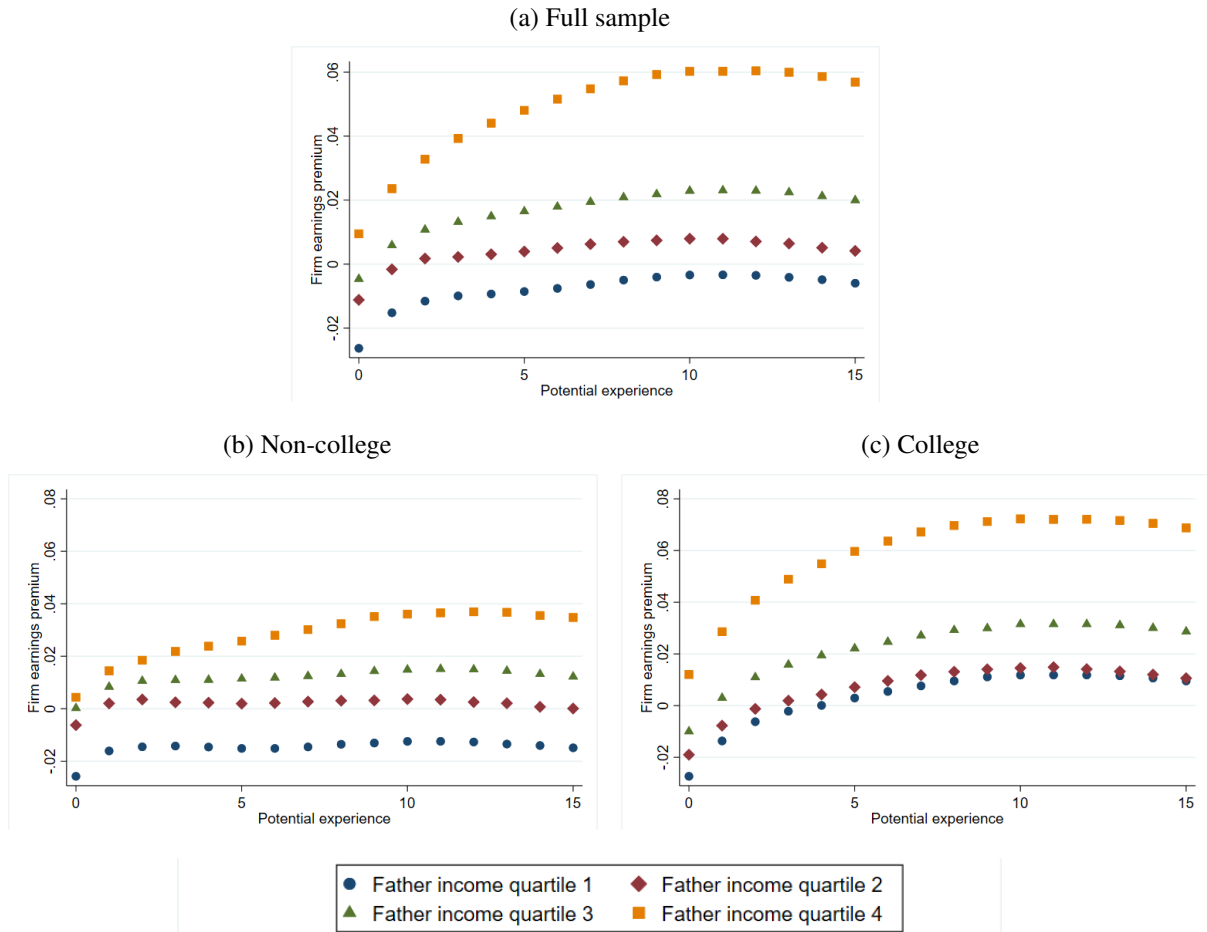 (a) Full sample
Firm earnings premium
-.02 0 .02 .04 .06
0 5 10 15
Potential experience
(b) Non-college
Firm earnings premium
-.02 0 .02 .04 .06 .08
0 5 10 15
Potential experience
(c) College
Firm earnings premium
-.02 0 .02 .04 .06 .08
0 5 10 15
Potential experience
Father income quartile 1 Father income quartile 2
Father income quartile 3 Father income quartile 4